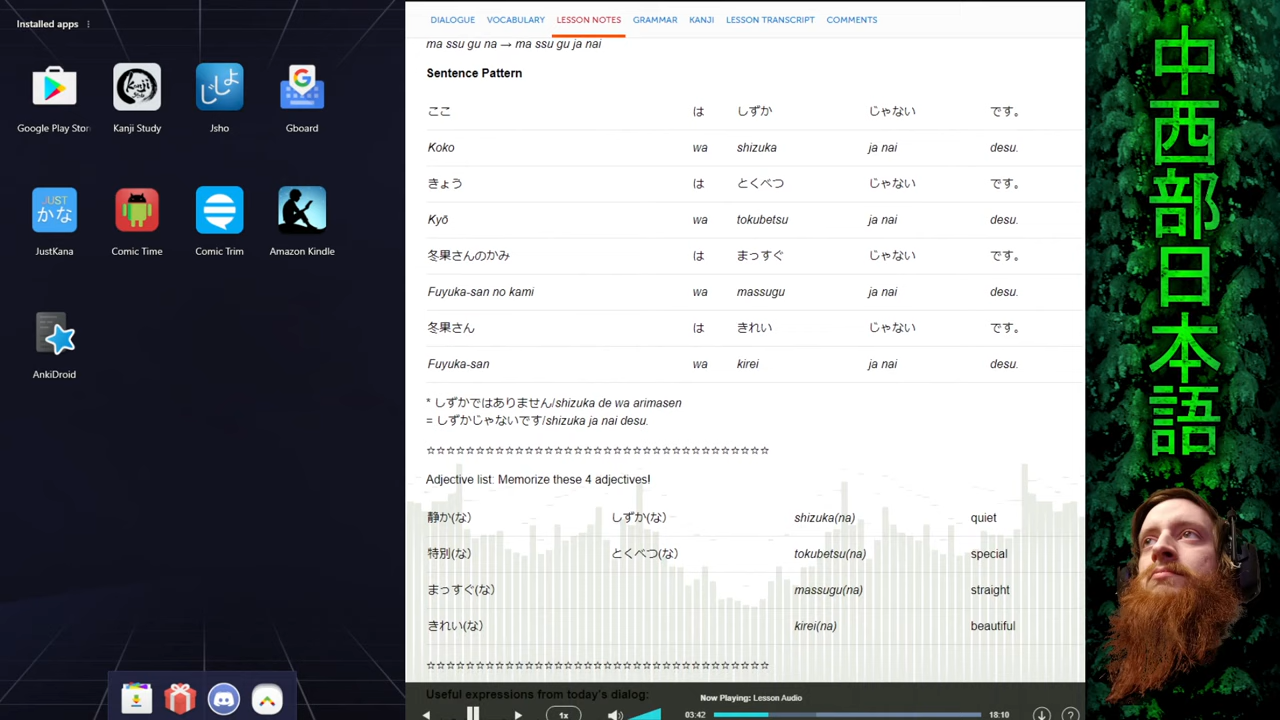 Installed apps
Google Play Stor
Kanji Study
Jsho
Gboard
JustKana
Comic Time
Comic Trim
Amazon Kindle
AnkiDroid
JUST
かな
じしょ
DIALOGUE VOCABULARY LESSON NOTES GRAMMAR KANJI LESSON TRANSCRIPT COMMENTS
ma ssu gu na → ma ssu gu ja nai
Sentence Pattern
ここ は しずか じゃない です。
Koko wa shizuka ja nai desu.
きょう は とくべつ じゃない です。
Kyō wa tokubetsu ja nai desu.
冬果さんのかみ は まっすぐ じゃない です。
Fuyuka-san no kami wa massugu ja nai desu.
冬果さん は きれい じゃない です。
Fuyuka-san wa kirei ja nai desu.
* しずかではありません/shizuka de wa arimasen
= しずかじゃないです/shizuka ja nai desu.
☆☆☆☆☆☆☆☆☆☆☆☆☆☆☆☆☆☆☆☆☆☆☆☆☆☆☆☆☆☆☆☆
Adjective list: Memorize these 4 adjectives!
静か(な) しずか(な) shizuka(na) quiet
特別(な) とくべつ(な) tokubetsu(na) special
まっすぐ(な) massugu(na) straight
きれい(な) kirei(na) beautiful
☆☆☆☆☆☆☆☆☆☆☆☆☆☆☆☆☆☆☆☆☆☆☆☆☆☆☆☆☆☆☆☆
Useful expressions from today's dialog:
Now Playing: Lesson Audio
1x 03:42 18:10
中西部日本語